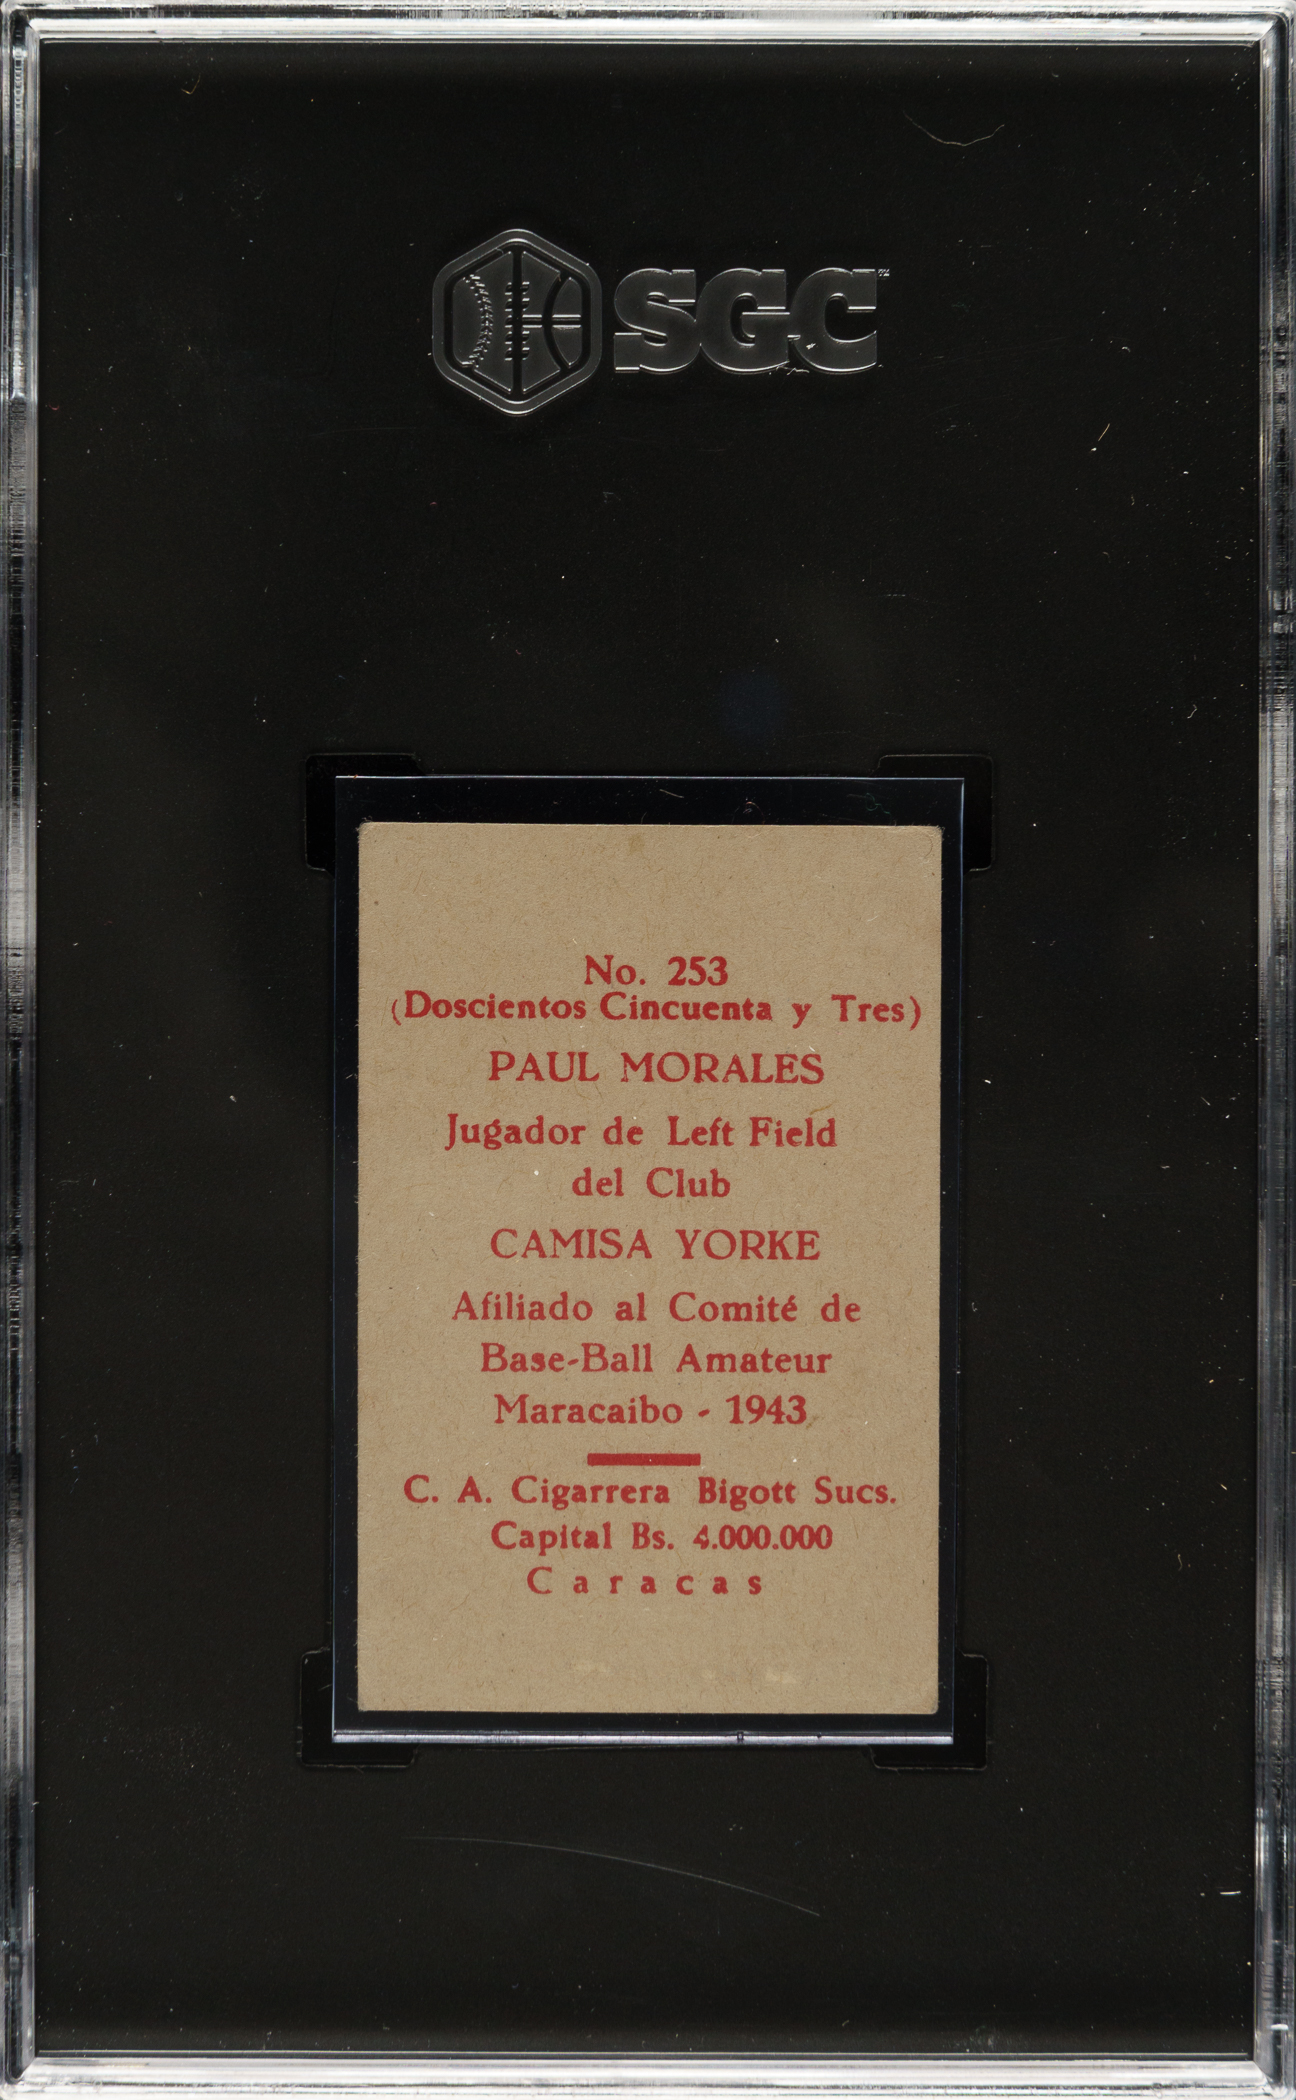 SGC™
No. 253
(Doscientos Cincuenta y Tres)
PAUL MORALES
Jugador de Left Field
del Club
CAMISA YORKE
Afiliado al Comité de
Base-Ball Amateur
Maracaibo - 1943
C. A. Cigarrera Bigott Sucs.
Capital Bs. 4.000.000
Caracas